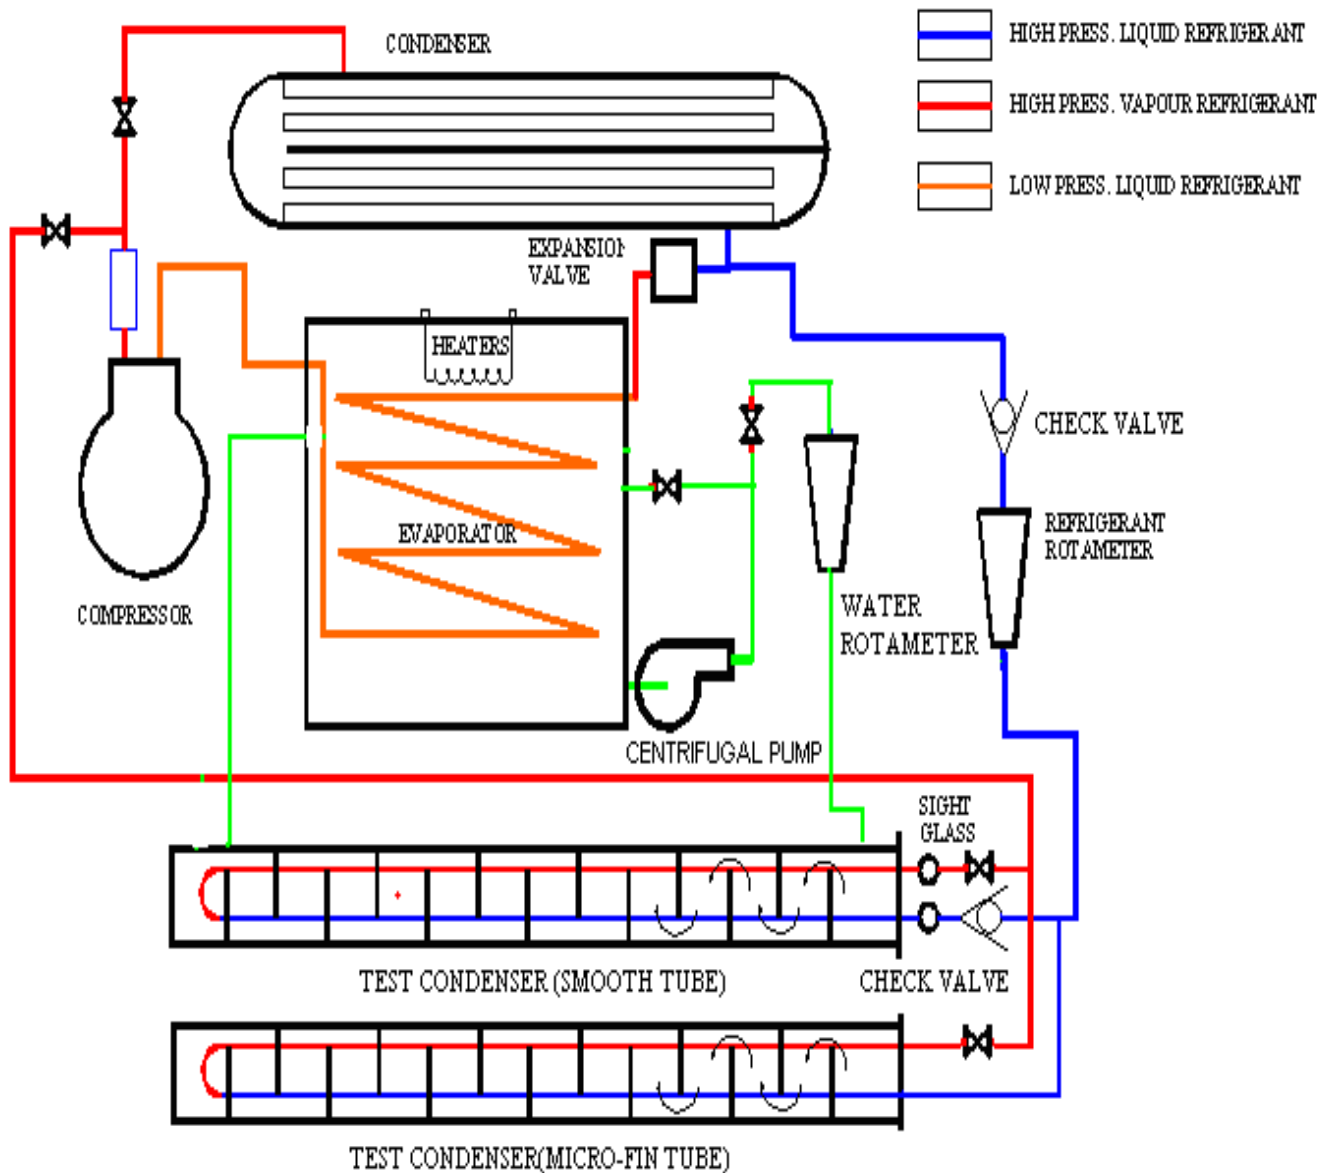 CONDENSER
HIGH PRESS. LIQUID REFRIGERANT
HIGH PRESS. VAPOUR REFRIGERANT
LOW PRESS. LIQUID REFRIGERANT
EXPANSION
VALVE
HEATERS
CHECK VALVE
EVAPORATOR
REFRIGERANT
ROTAMETER
COMPRESSOR
WATER
ROTAMETER
CENTRIFUGAL PUMP
SIGHT
GLASS
TEST CONDENSER (SMOOTH TUBE)
CHECK VALVE
TEST CONDENSER(MICRO-FIN TUBE)